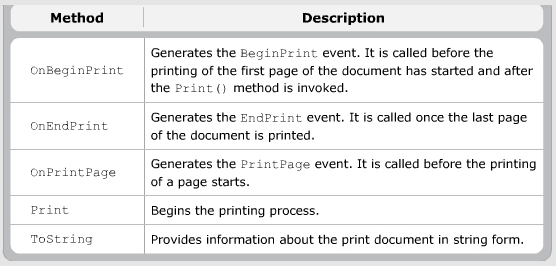 Method Description
Generates the BeginPrint event. It is called before the
OnBeginPrint printing of the first page of the document has started and after
the Print() method is invoked.
OnEndPrint Generates the EndPrint event. It is called once the last page
of the document is printed.
OnPrintPage Generates the PrintPage event. It is called before the printing
of a page starts.
Print Begins the printing process.
ToString Provides information about the print document in string form.